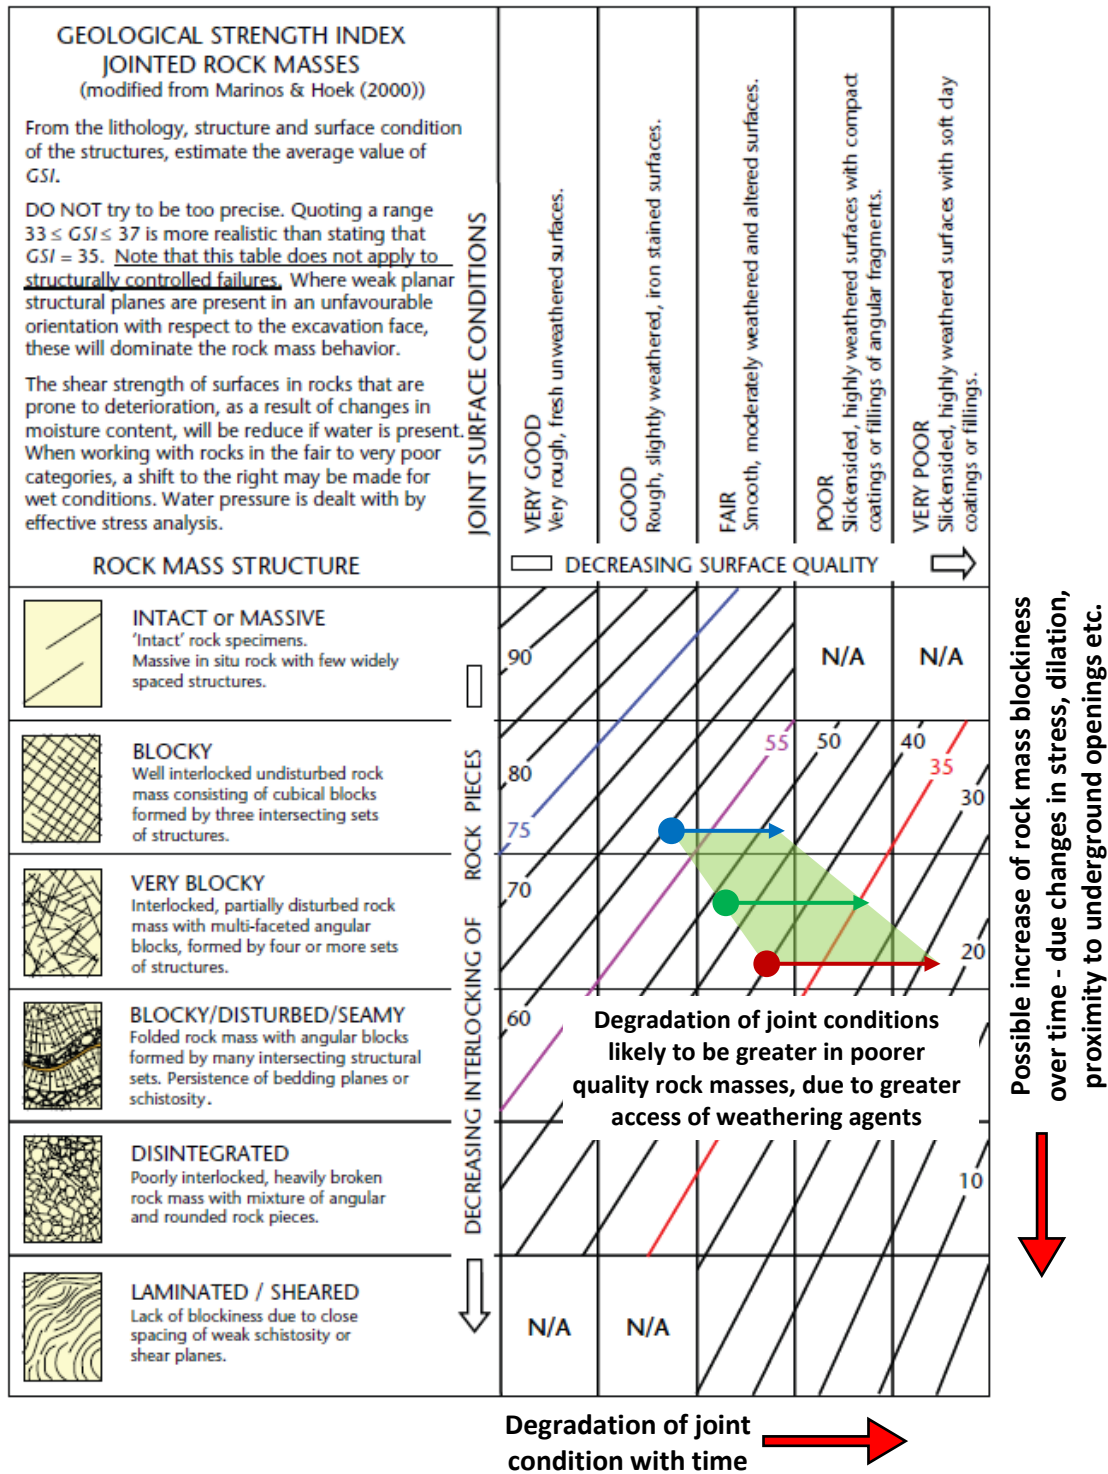 GEOLOGICAL STRENGTH INDEX
JOINTED ROCK MASSES
(modified from Marinos & Hoek (2000))
From the lithology, structure and surface condition
of the structures, estimate the average value of
GSI.
DO NOT try to be too precise. Quoting a range
33 ≤ GSI ≤ 37 is more realistic than stating that
GSI = 35. Note that this table does not apply to
structurally controlled failures. Where weak planar
structural planes are present in an unfavourable
orientation with respect to the excavation face,
these will dominate the rock mass behavior.
The shear strength of surfaces in rocks that are
prone to deterioration, as a result of changes in
moisture content, will be reduce if water is present.
When working with rocks in the fair to very poor
categories, a shift to the right may be made for
wet conditions. Water pressure is dealt with by
effective stress analysis.
ROCK MASS STRUCTURE
JOINT SURFACE CONDITIONS
VERY GOOD
Very rough, fresh unweathered surfaces.
GOOD
Rough, slightly weathered, iron stained surfaces.
FAIR
Smooth, moderately weathered and altered surfaces.
POOR
Slickensided, highly weathered surfaces with compact
coatings or fillings of angular fragments.
VERY POOR
Slickensided, highly weathered surfaces with soft day
coatings or fillings.
DECREASING SURFACE QUALITY
INTACT or MASSIVE
'Intact' rock specimens.
Massive in situ rock with few widely
spaced structures.
BLOCKY
Well interlocked undisturbed rock
mass consisting of cubical blocks
formed by three intersecting sets
of structures.
VERY BLOCKY
Interlocked, partially disturbed rock
mass with multi-faceted angular
blocks, formed by four or more sets
of structures.
BLOCKY/DISTURBED/SEAMY
Folded rock mass with angular blocks
formed by many intersecting structural
sets. Persistence of bedding planes or
schistosity.
DISINTEGRATED
Poorly interlocked, heavily broken
rock mass with mixture of angular
and rounded rock pieces.
LAMINATED / SHEARED
Lack of blockiness due to close
spacing of weak schistosity or
shear planes.
DECREASING INTERLOCKING OF ROCK PIECES
90
N/A
N/A
55
50
40
35
80
30
75
70
20
60
Degradation of joint conditions
likely to be greater in poorer
quality rock masses, due to greater
access of weathering agents
10
N/A
N/A
Possible increase of rock mass blockiness
over time - due changes in stress, dilation,
proximity to underground openings etc.
Degradation of joint
condition with time